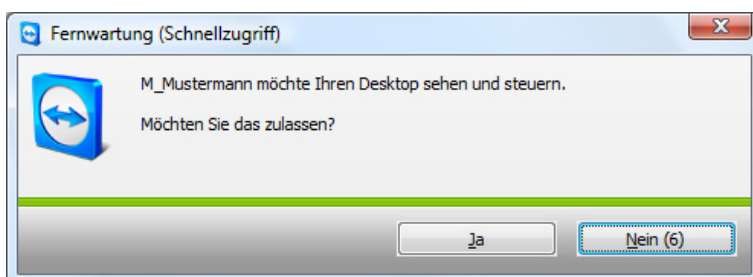 Fernwartung (Schnellzugriff)
M_Mustermann möchte Ihren Desktop sehen und steuern.
Möchten Sie das zulassen?
Ja
Nein (6)